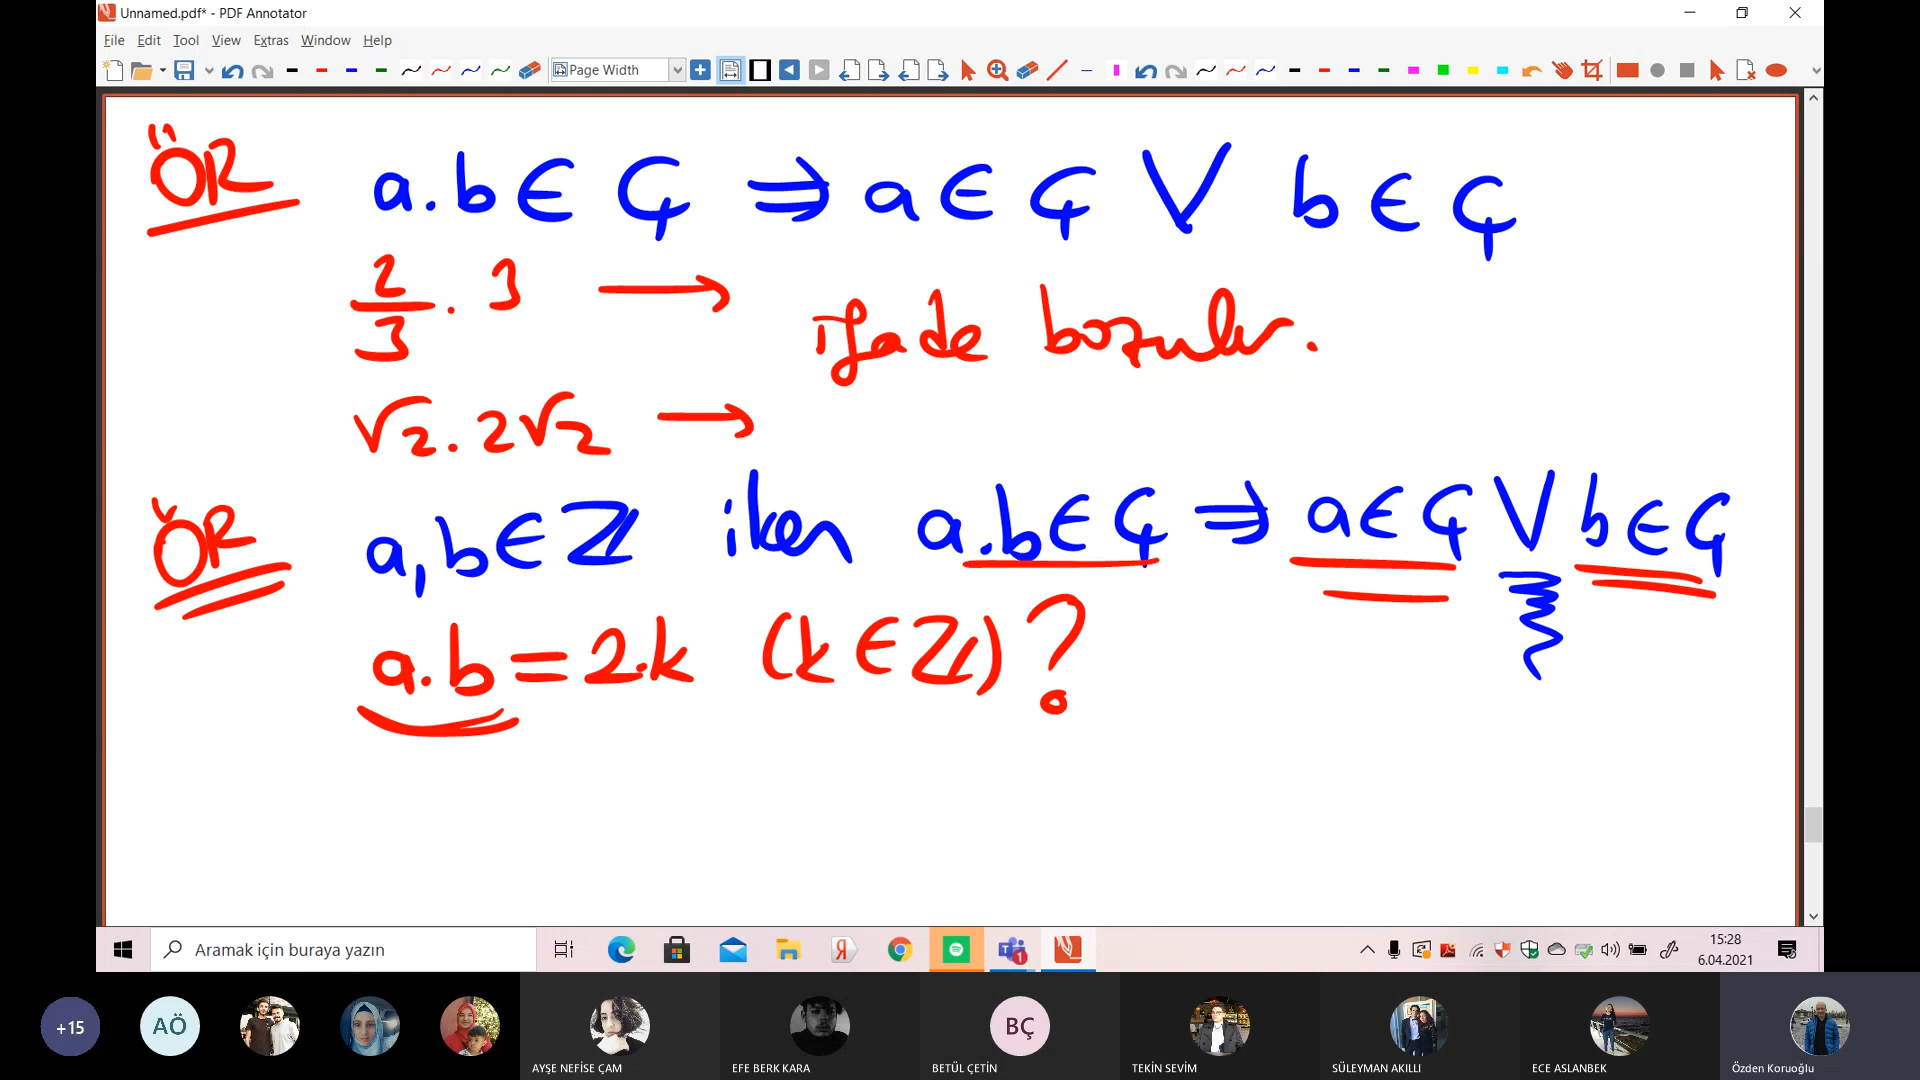 Unnamed.pdf* - PDF Annotator
File Edit Tool View Extras Window Help
Page Width
ÖR a.b ∈ Ç ⇒ a ∈ Ç ∨ b ∈ Ç
2/3 . 3 → ifade bozulur.
√2 . 2√2 →
ÖR a,b ∈ Z iken a.b ∈ Ç ⇒ a ∈ Ç ∨ b ∈ Ç
a.b = 2.k (k ∈ Z) ?
Aramak için buraya yazın
1
15:28
6.04.2021
+15 AÖ BÇ
AYŞE NEFİSE ÇAM EFE BERK KARA BETÜL ÇETİN TEKİN SEVİM SÜLEYMAN AKILLI ECE ASLANBEK Özden Koruoğlu